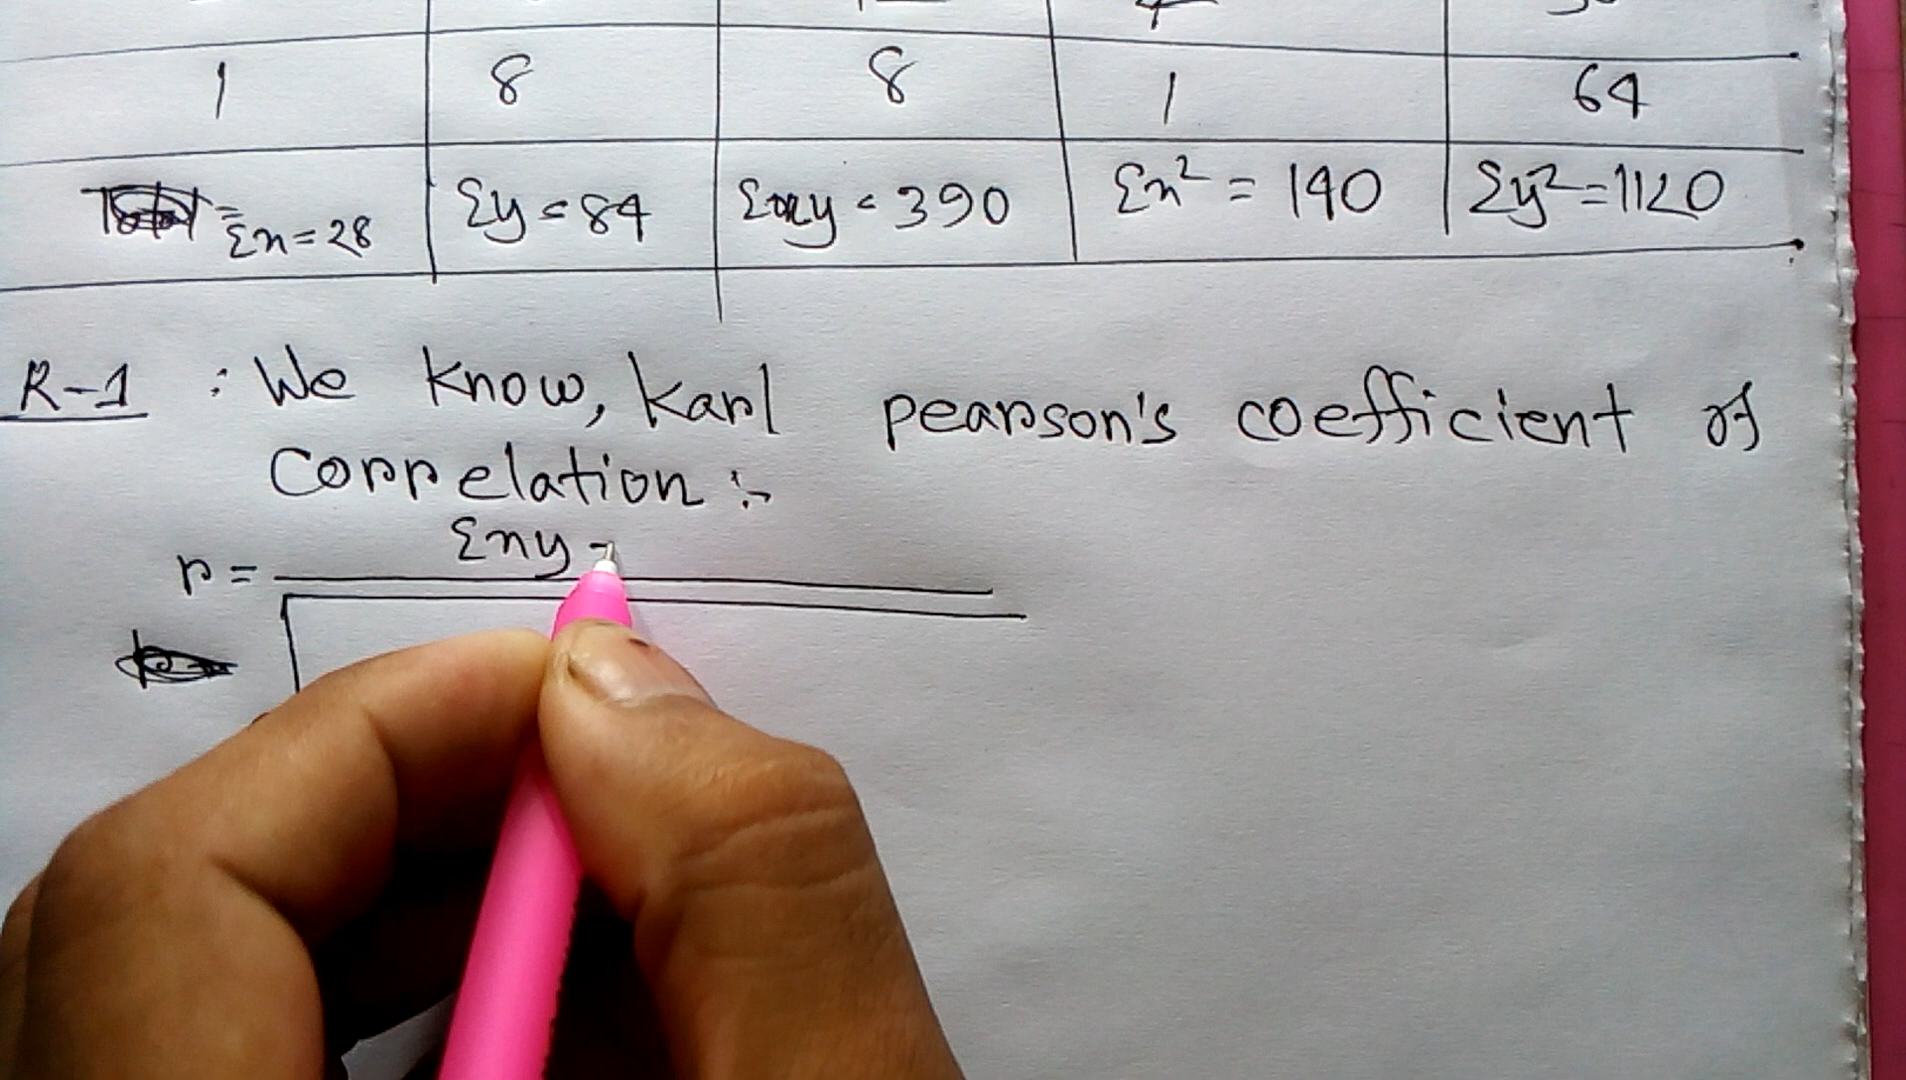 1 8 8 1 64
Σx=28 Σy=84 Σxy=390 Σx²=140 Σy²=1120
R-1 : We know, Karl pearson's coefficient of
correlation :-
Σxy -
r=